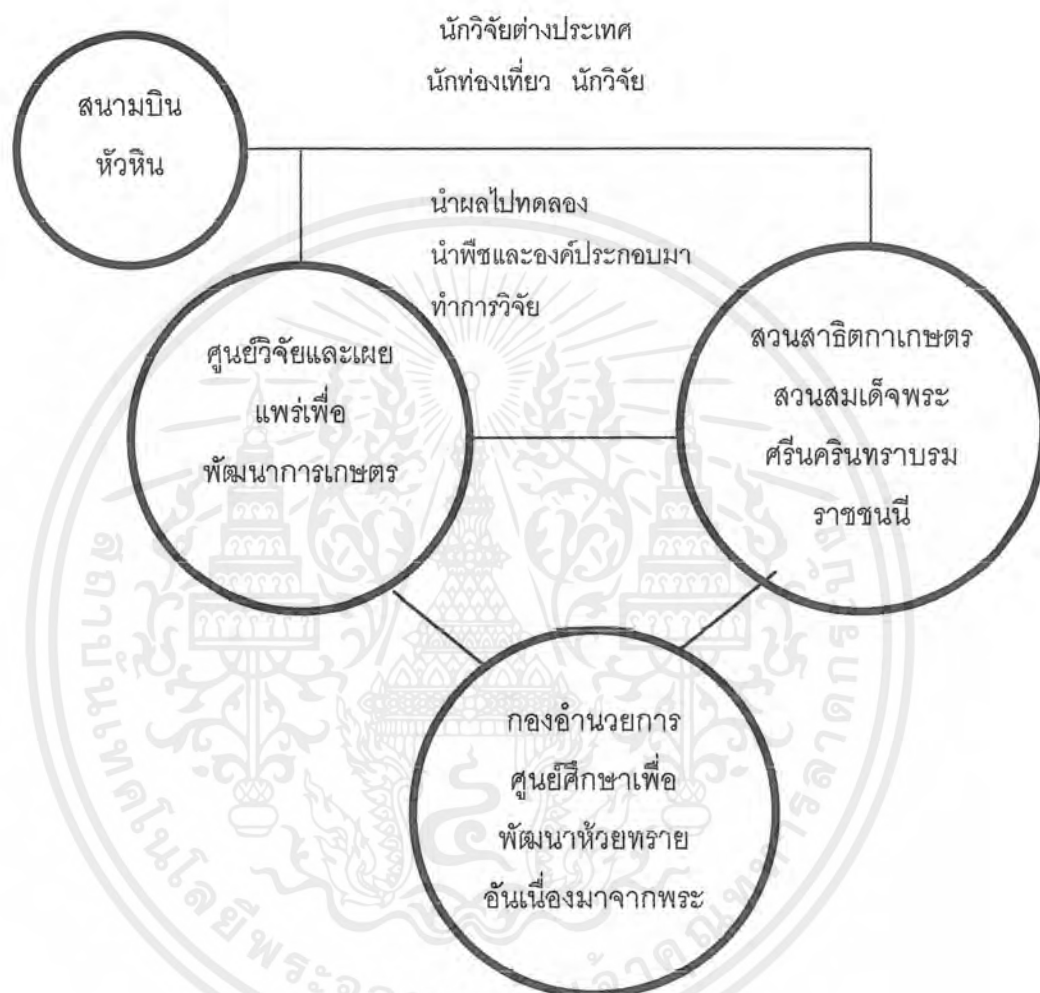 นักวิจัยต่างประเทศ
นักท่องเที่ยว นักวิจัย
สนามบิน
หัวหิน
นำผลไปทดลอง
นำพืชและองค์ประกอบมา
ทำการวิจัย
ศูนย์วิจัยและเผย
แพร่เพื่อ
พัฒนาการเกษตร
สวนสาธิตกาเกษตร
สวนสมเด็จพระ
ศรีนครินทราบรม
ราชชนนี
กองอำนวยการ
ศูนย์ศึกษาเพื่อ
พัฒนาห้วยทราย
อันเนื่องมาจากพระ